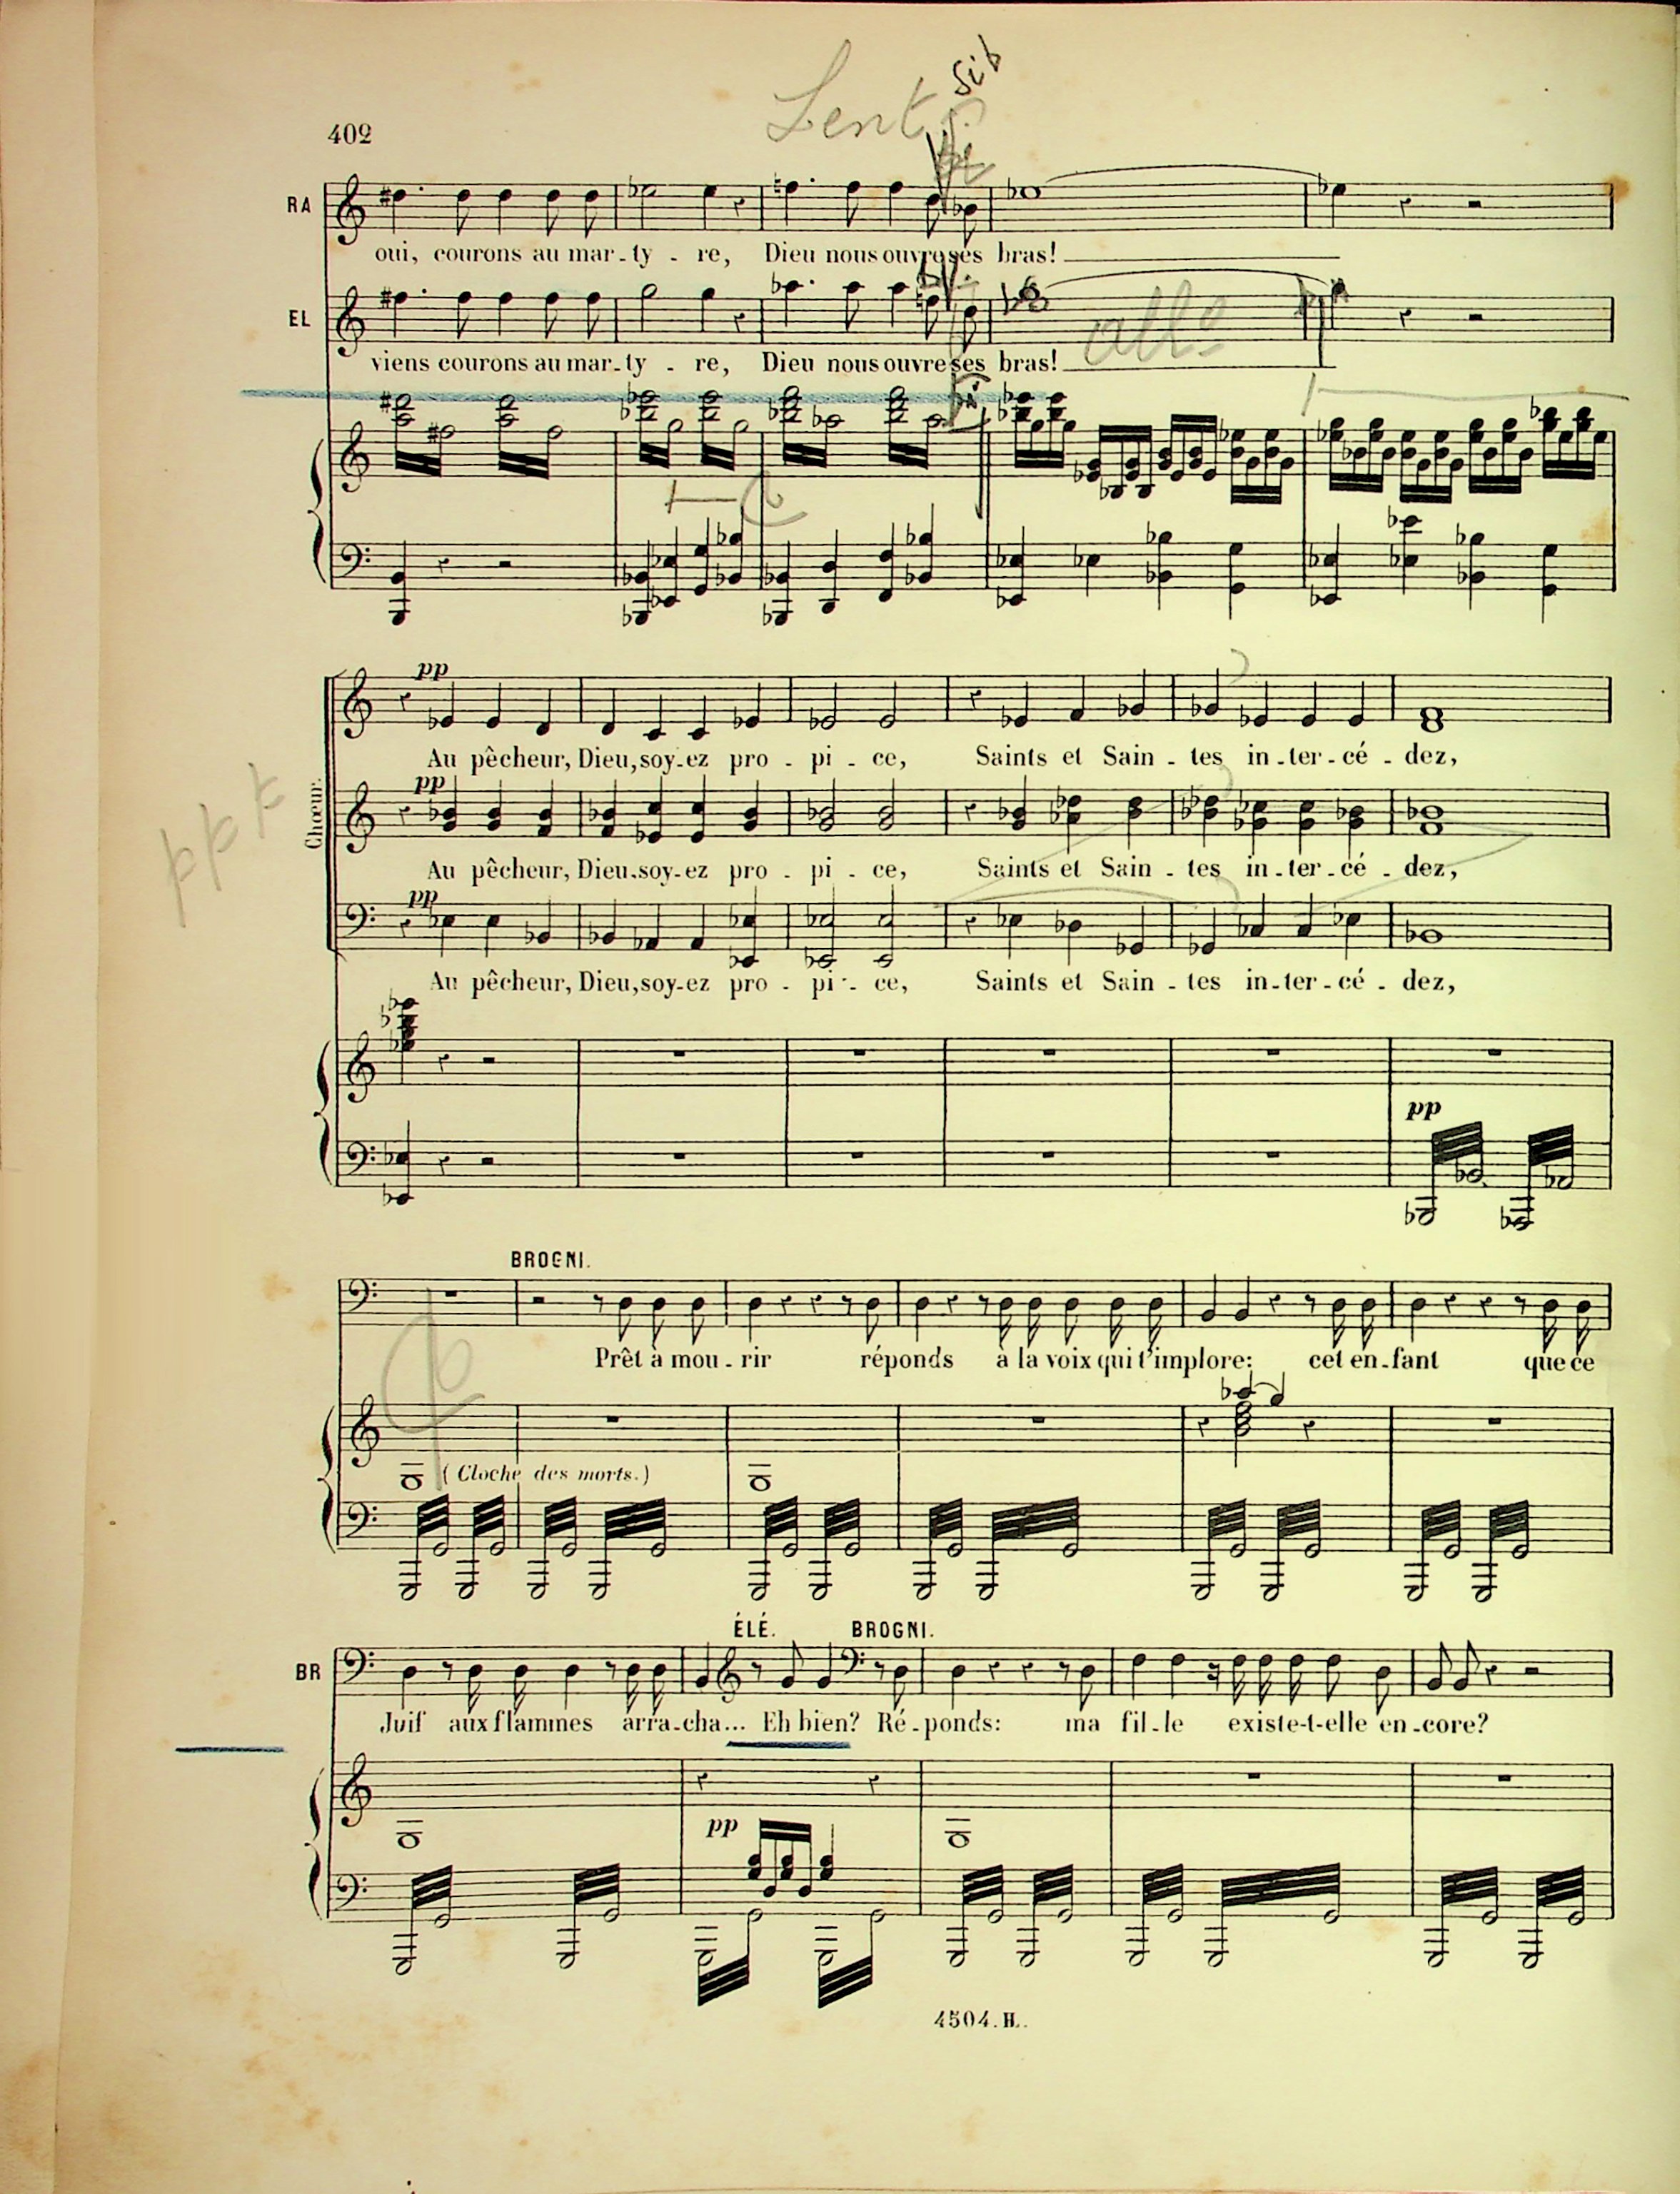 Sib
Lent
402
RA
oui, courons au mar-ty - re, Dieu nous ouvre ses bras!
EL
viens courons au mar-ty - re, Dieu nous ouvre ses bras!
allo
pp
Au pêcheur, Dieu, soy-ez pro - pi - ce, Saints et Sain - tes in-ter-cé - dez,
Chœur.
pp
Au pêcheur, Dieu, soy-ez pro - pi - ce, Saints et Sain - tes in-ter-cé - dez,
ppp
pp
Au pêcheur, Dieu, soy-ez pro - pi - ce, Saints et Sain - tes in-ter-cé - dez,
pp
BROGNI.
Prêt à mou-rir réponds à la voix qui t'implore; cet en-fant que ce
(Cloche des morts.)
ÉLÉ. BROGNI.
BR
Juif aux flammes arra-cha... Eh bien? Ré-ponds: ma fil-le existe-t-elle en-core?
pp
4504. H.